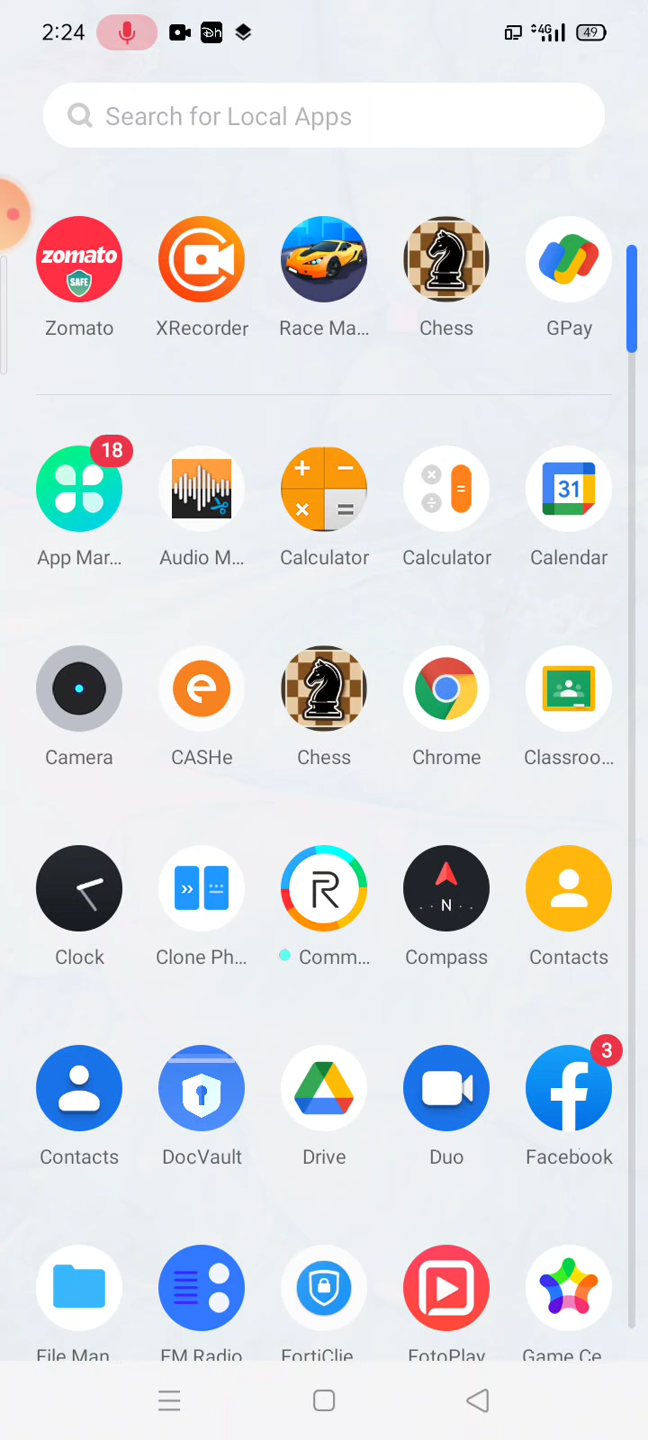 2:24 Dh 4G 49
Search for Local Apps
zomato
SAFE
Zomato XRecorder Race Ma... Chess GPay
18
31
App Mar... Audio M... Calculator Calculator Calendar
Camera CASHe Chess Chrome Classroo...
R
N
Clock Clone Ph... Comm... Compass Contacts
3
Contacts DocVault Drive Duo Facebook
File Man FM Radio FortiClie FotoPlay Game Ce